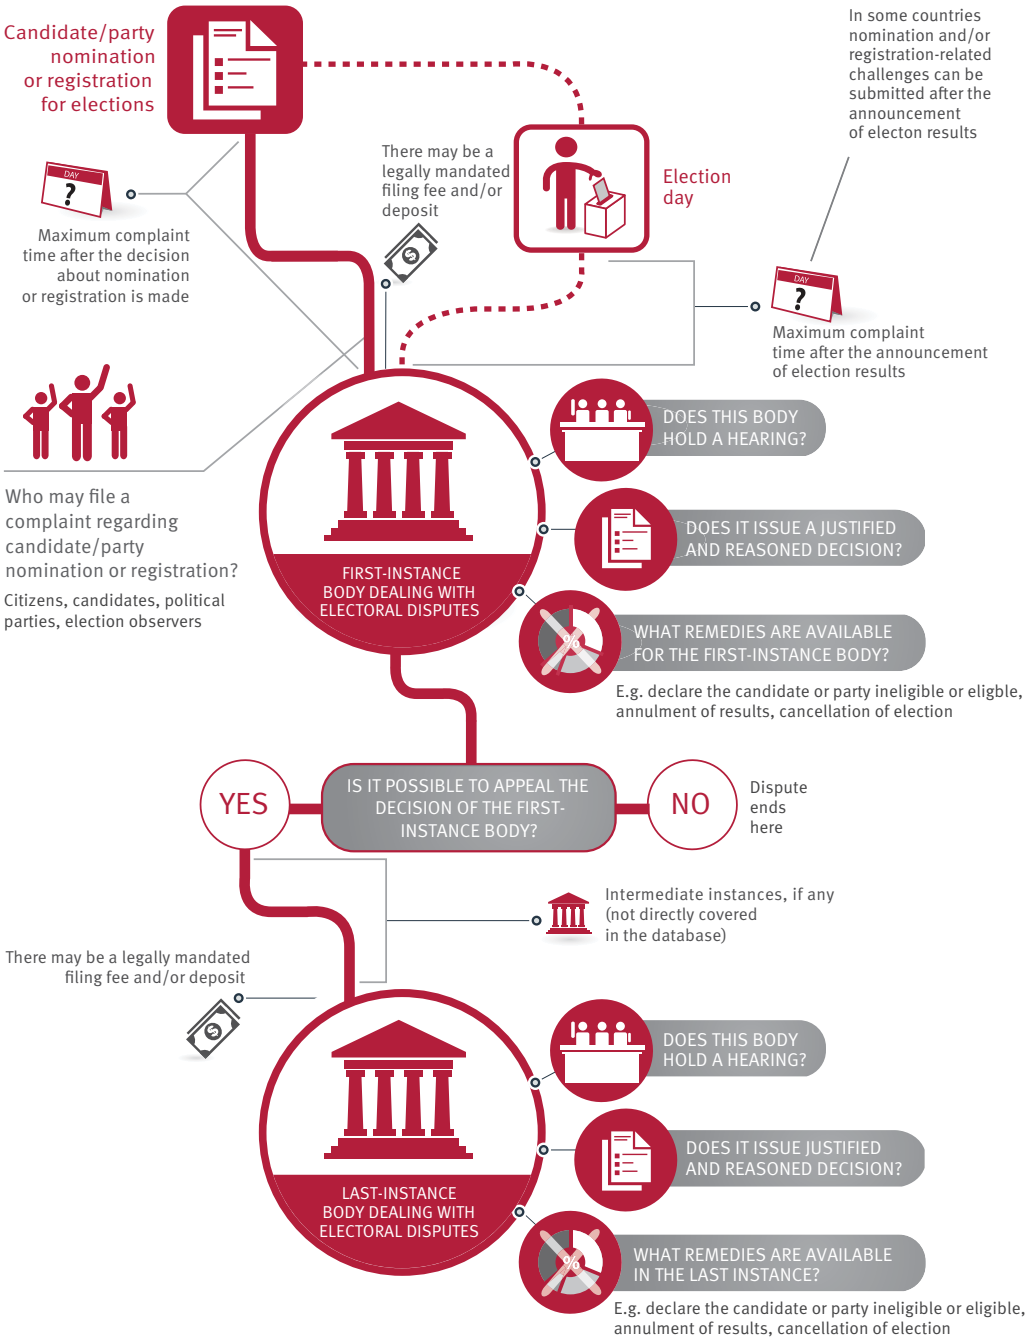 Candidate/party
nomination
or registration
for elections
In some countries
nomination and/or
registration-related
challenges can be
submitted after the
announcement
of electon results
There may be a
legally mandated
filing fee and/or
deposit
Election
day
DAY
?
Maximum complaint
time after the decision
about nomination
or registration is made
$
DAY
?
Maximum complaint
time after the announcement
of election results
Who may file a
complaint regarding
candidate/party
nomination or registration?
Citizens, candidates, political
parties, election observers
FIRST-INSTANCE
BODY DEALING WITH
ELECTORAL DISPUTES
DOES THIS BODY
HOLD A HEARING?
DOES IT ISSUE A JUSTIFIED
AND REASONED DECISION?
%
WHAT REMEDIES ARE AVAILABLE
FOR THE FIRST-INSTANCE BODY?
E.g. declare the candidate or party ineligible or eligble,
annulment of results, cancellation of election
IS IT POSSIBLE TO APPEAL THE
DECISION OF THE FIRST-
INSTANCE BODY?
YES
NO
Dispute
ends
here
Intermediate instances, if any
(not directly covered
in the database)
There may be a legally mandated
filing fee and/or deposit
$
LAST-INSTANCE
BODY DEALING WITH
ELECTORAL DISPUTES
DOES THIS BODY
HOLD A HEARING?
DOES IT ISSUE JUSTIFIED
AND REASONED DECISION?
%
WHAT REMEDIES ARE AVAILABLE
IN THE LAST INSTANCE?
E.g. declare the candidate or party ineligible or eligible,
annulment of results, cancellation of election